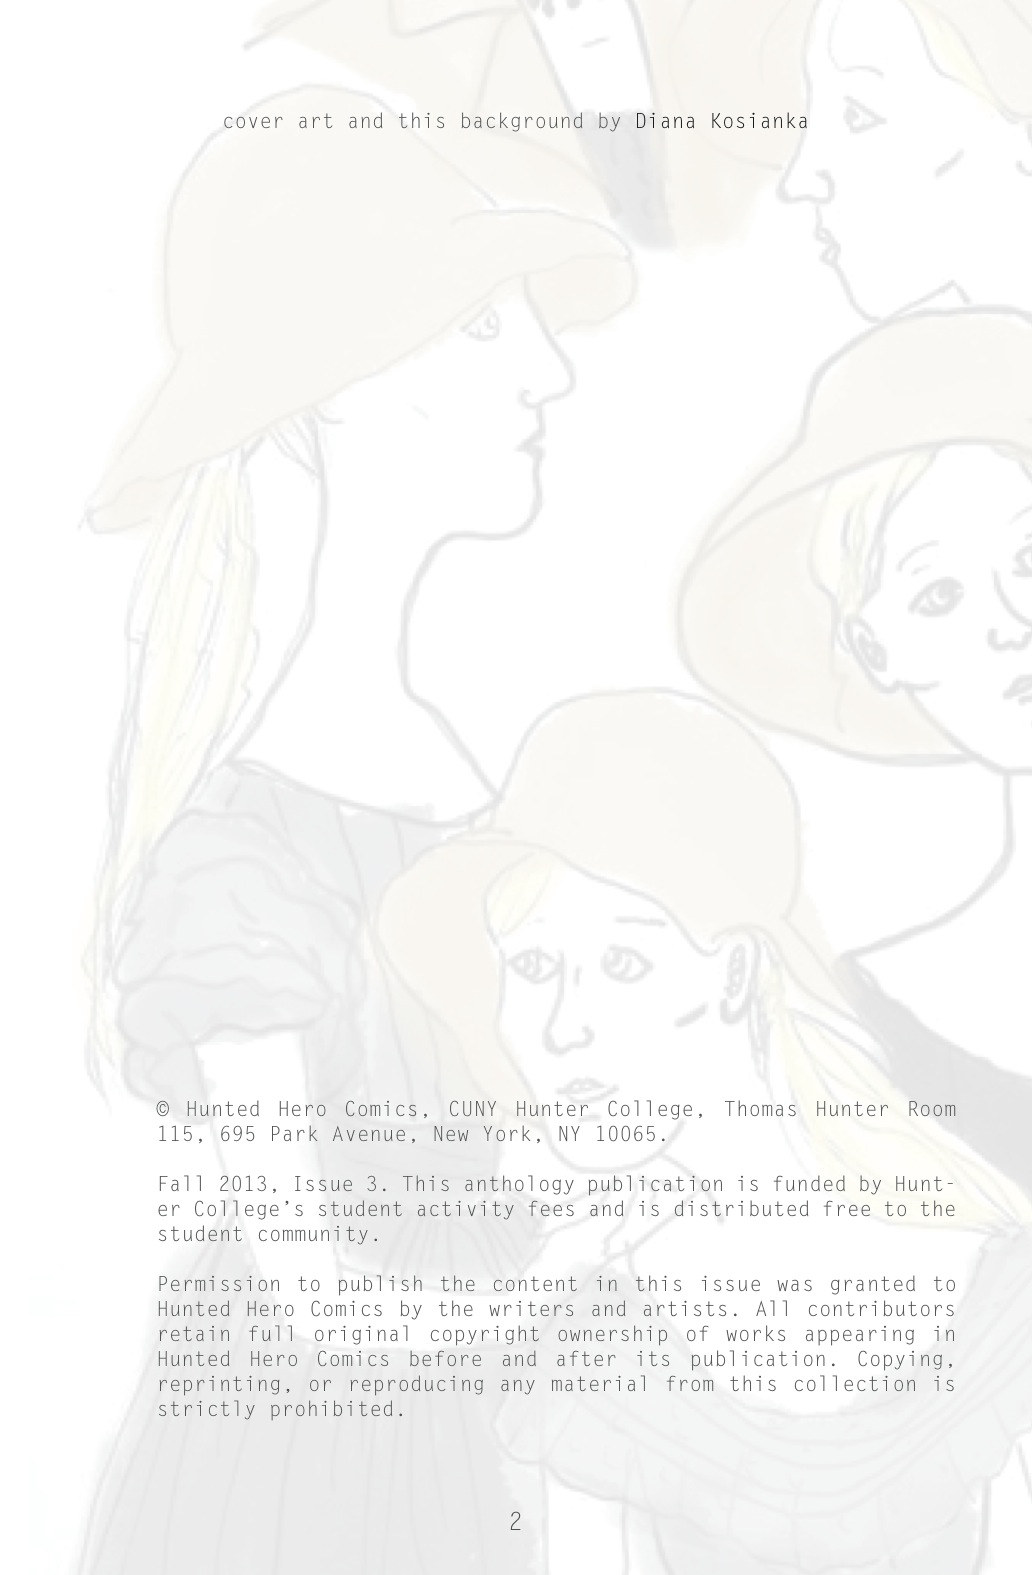 cover art and this background by Diana Kosianka
© Hunted Hero Comics, CUNY Hunter College, Thomas Hunter Room
115, 695 Park Avenue, New York, NY 10065.
Fall 2013, Issue 3. This anthology publication is funded by Hunt-
er College’s student activity fees and is distributed free to the
student community.
Permission to publish the content in this issue was granted to
Hunted Hero Comics by the writers and artists. All contributors
retain full original copyright ownership of works appearing in
Hunted Hero Comics before and after its publication. Copying,
reprinting, or reproducing any material from this collection is
strictly prohibited.
2